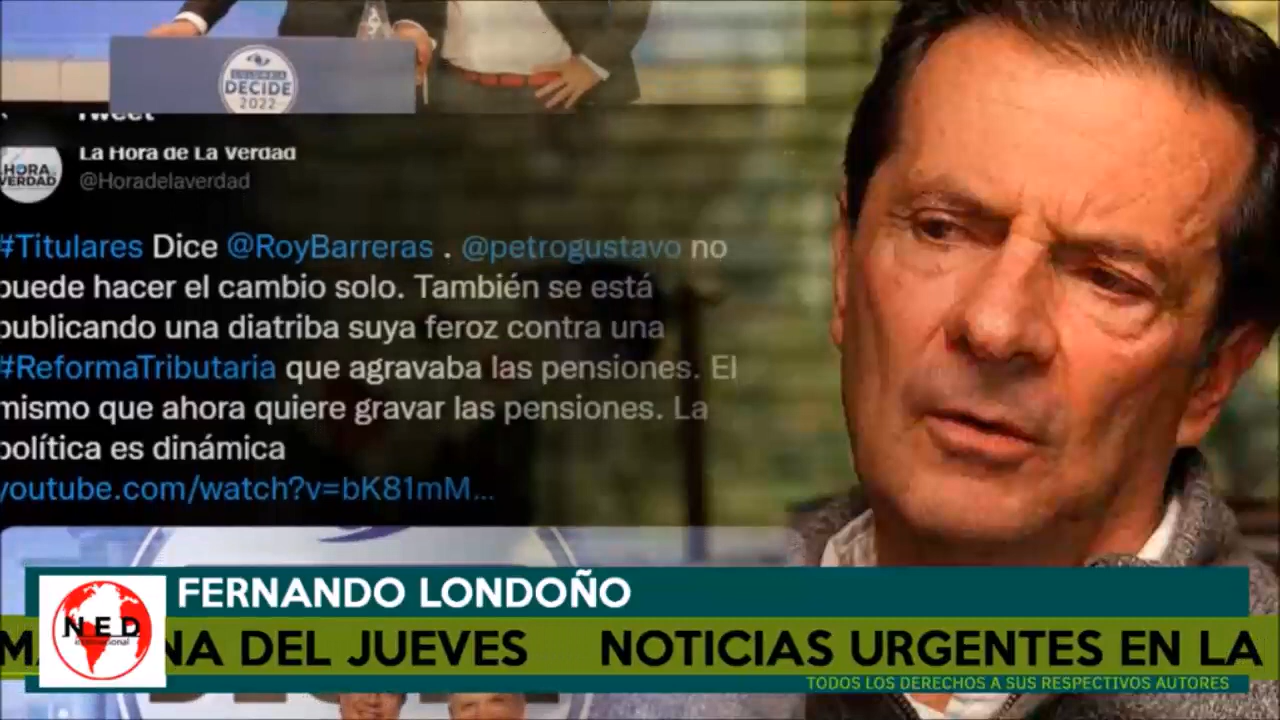 DECIDE
2022
Tweet
La Hora de La Verdad
HORA
VERDAD
@Horadelaverdad
#Titulares Dice @RoyBarreras . @petrogustavo no
puede hacer el cambio solo. También se está
publicando una diatriba suya feroz contra una
#ReformaTributaria que agravaba las pensiones. El
mismo que ahora quiere gravar las pensiones. La
política es dinámica
youtube.com/watch?v=bK81mM...
FERNANDO LONDOÑO
N.E.D.
international
NA DEL JUEVES NOTICIAS URGENTES EN LA
TODOS LOS DERECHOS A SUS RESPECTIVOS AUTORES